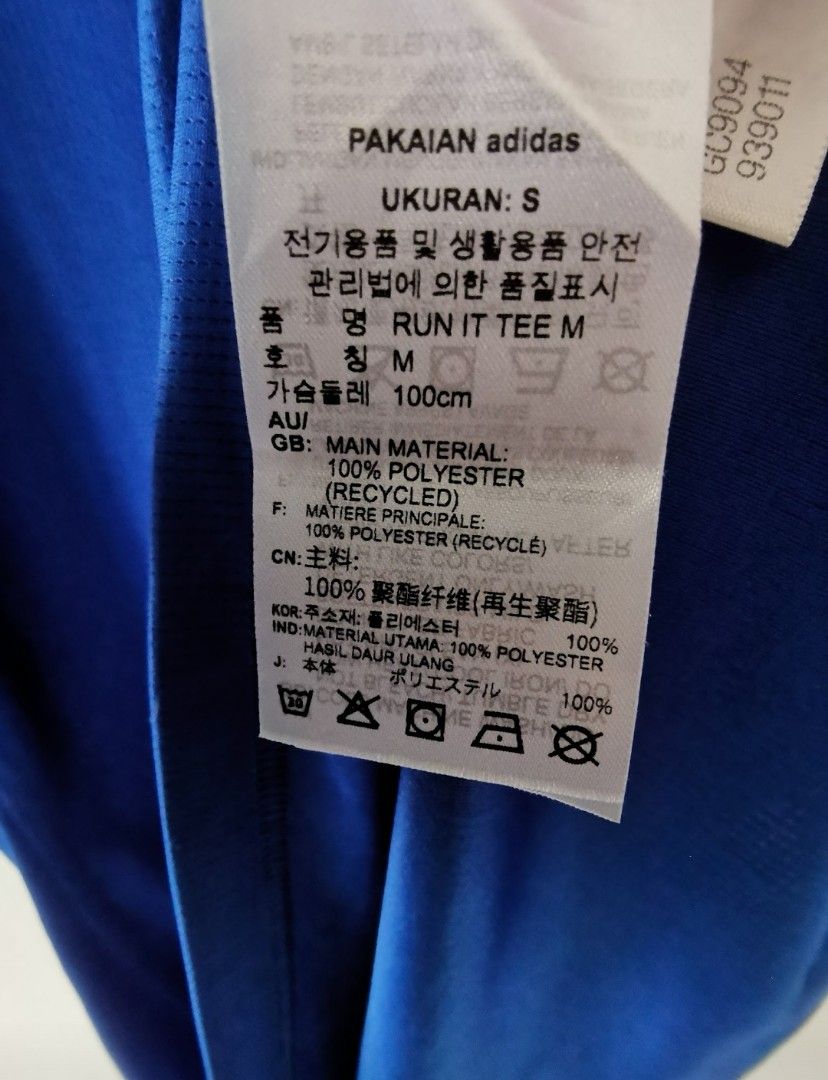 PAKAIAN adidas
UKURAN: S
전기용품 및 생활용품 안전
관리법에 의한 품질표시
품 명 RUN IT TEE M
호 칭 M
가슴둘레 100cm
AU/
GB: MAIN MATERIAL:
100% POLYESTER
(RECYCLED)
F: MATIERE PRINCIPALE:
100% POLYESTER (RECYCLÉ)
CN: 主料:
100% 聚酯纤维(再生聚酯)
KOR: 주소재: 폴리에스터 100%
IND: MATERIAL UTAMA: 100% POLYESTER
HASIL DAUR ULANG
J: 本体 ポリエステル 100%
30
GC9094
939011